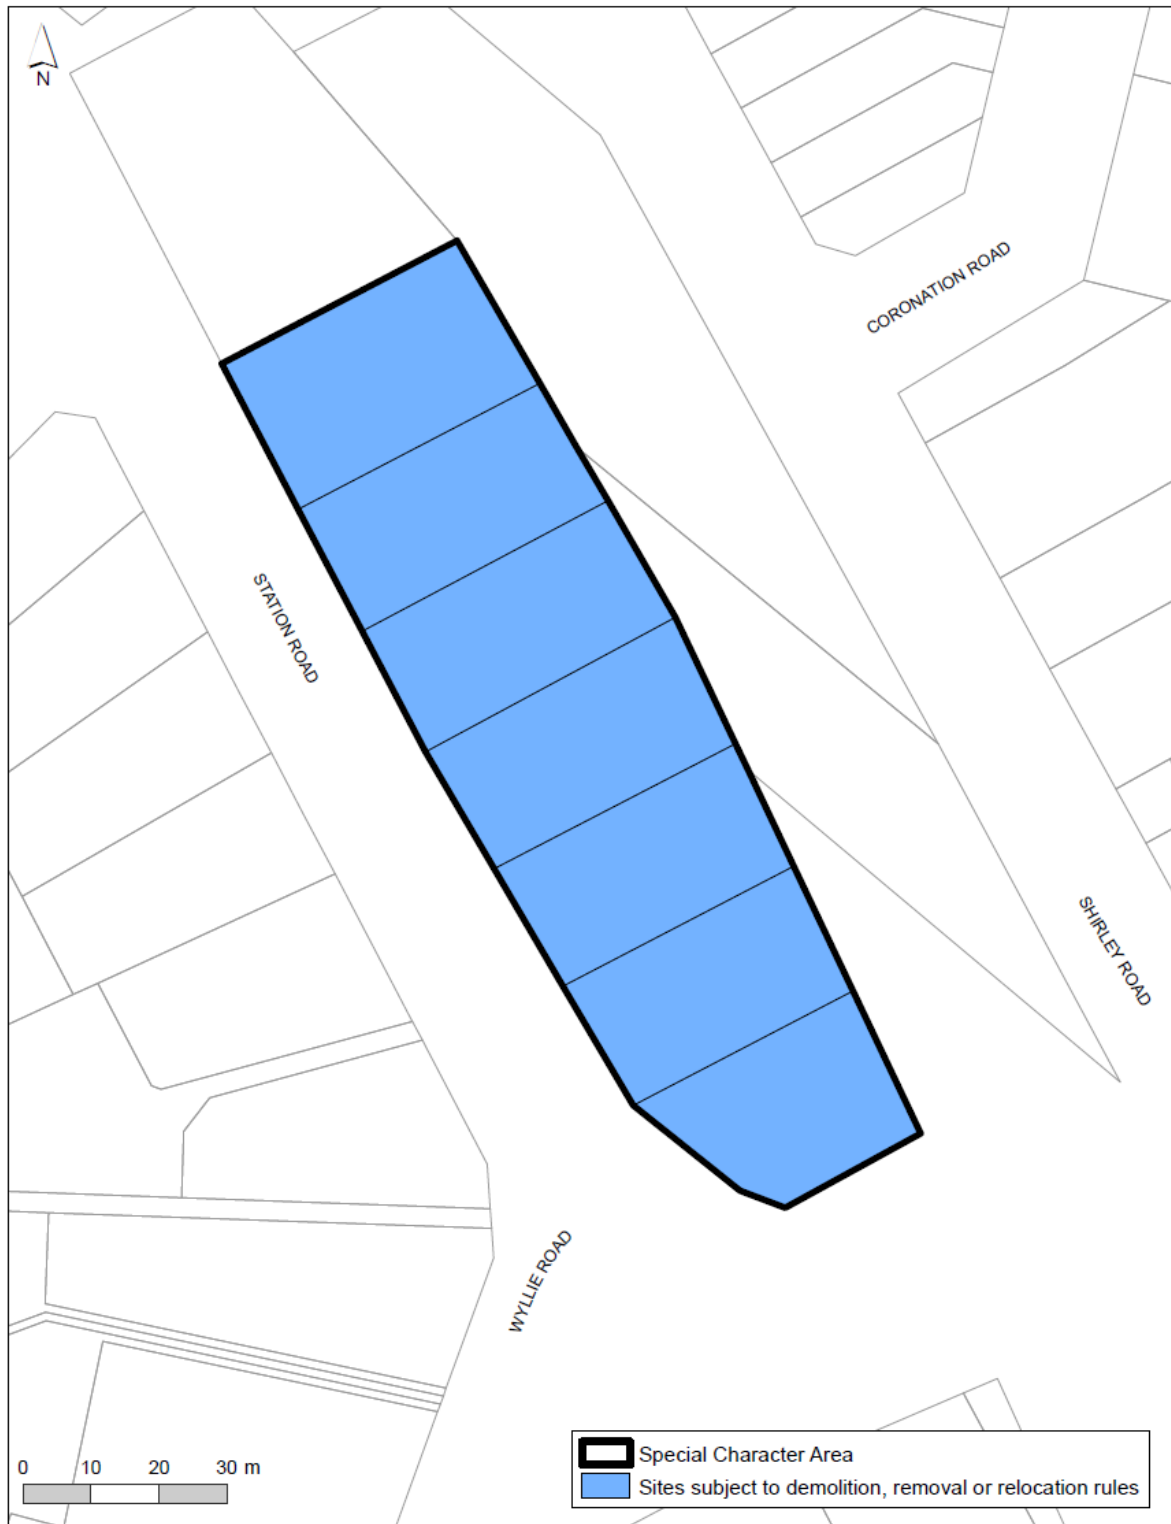 N
CORONATION ROAD
STATION ROAD
SHIRLEY ROAD
WYLLIE ROAD
0 10 20 30 m
Special Character Area
Sites subject to demolition, removal or relocation rules